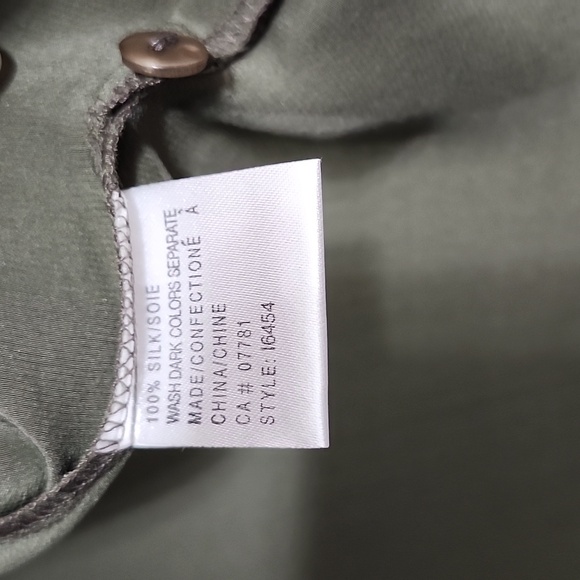 100% SILK/SOIE
WASH DARK COLORS SEPARATE
MADE/CONFECTIONÉ À
CHINA/CHINE
CA # 07781
STYLE: 16454